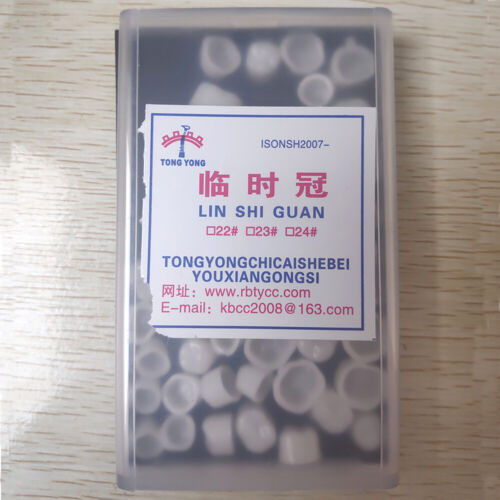 ISONSH2007-
TONG YONG
临时冠
LIN SHI GUAN
□22# □23# □24#
TONGYONGCHICAISHEBEI
YOUXIANGONGSI
网址：www.rbtycc.com
E-mail：kbcc2008@163.com